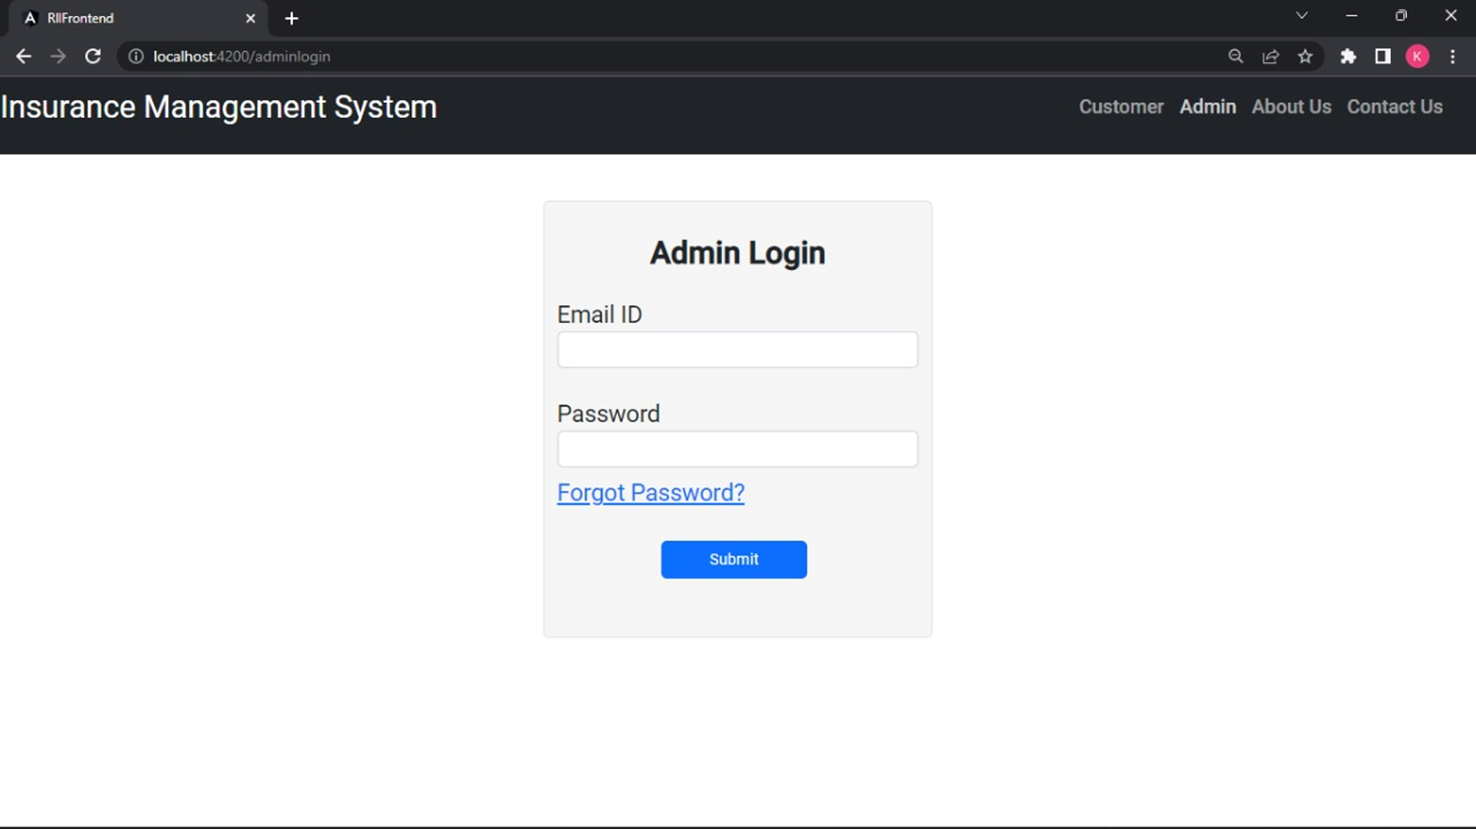 RIIFrontend
localhost:4200/adminlogin
K
Insurance Management System
Customer Admin About Us Contact Us
Admin Login
Email ID
Password
Forgot Password?
Submit